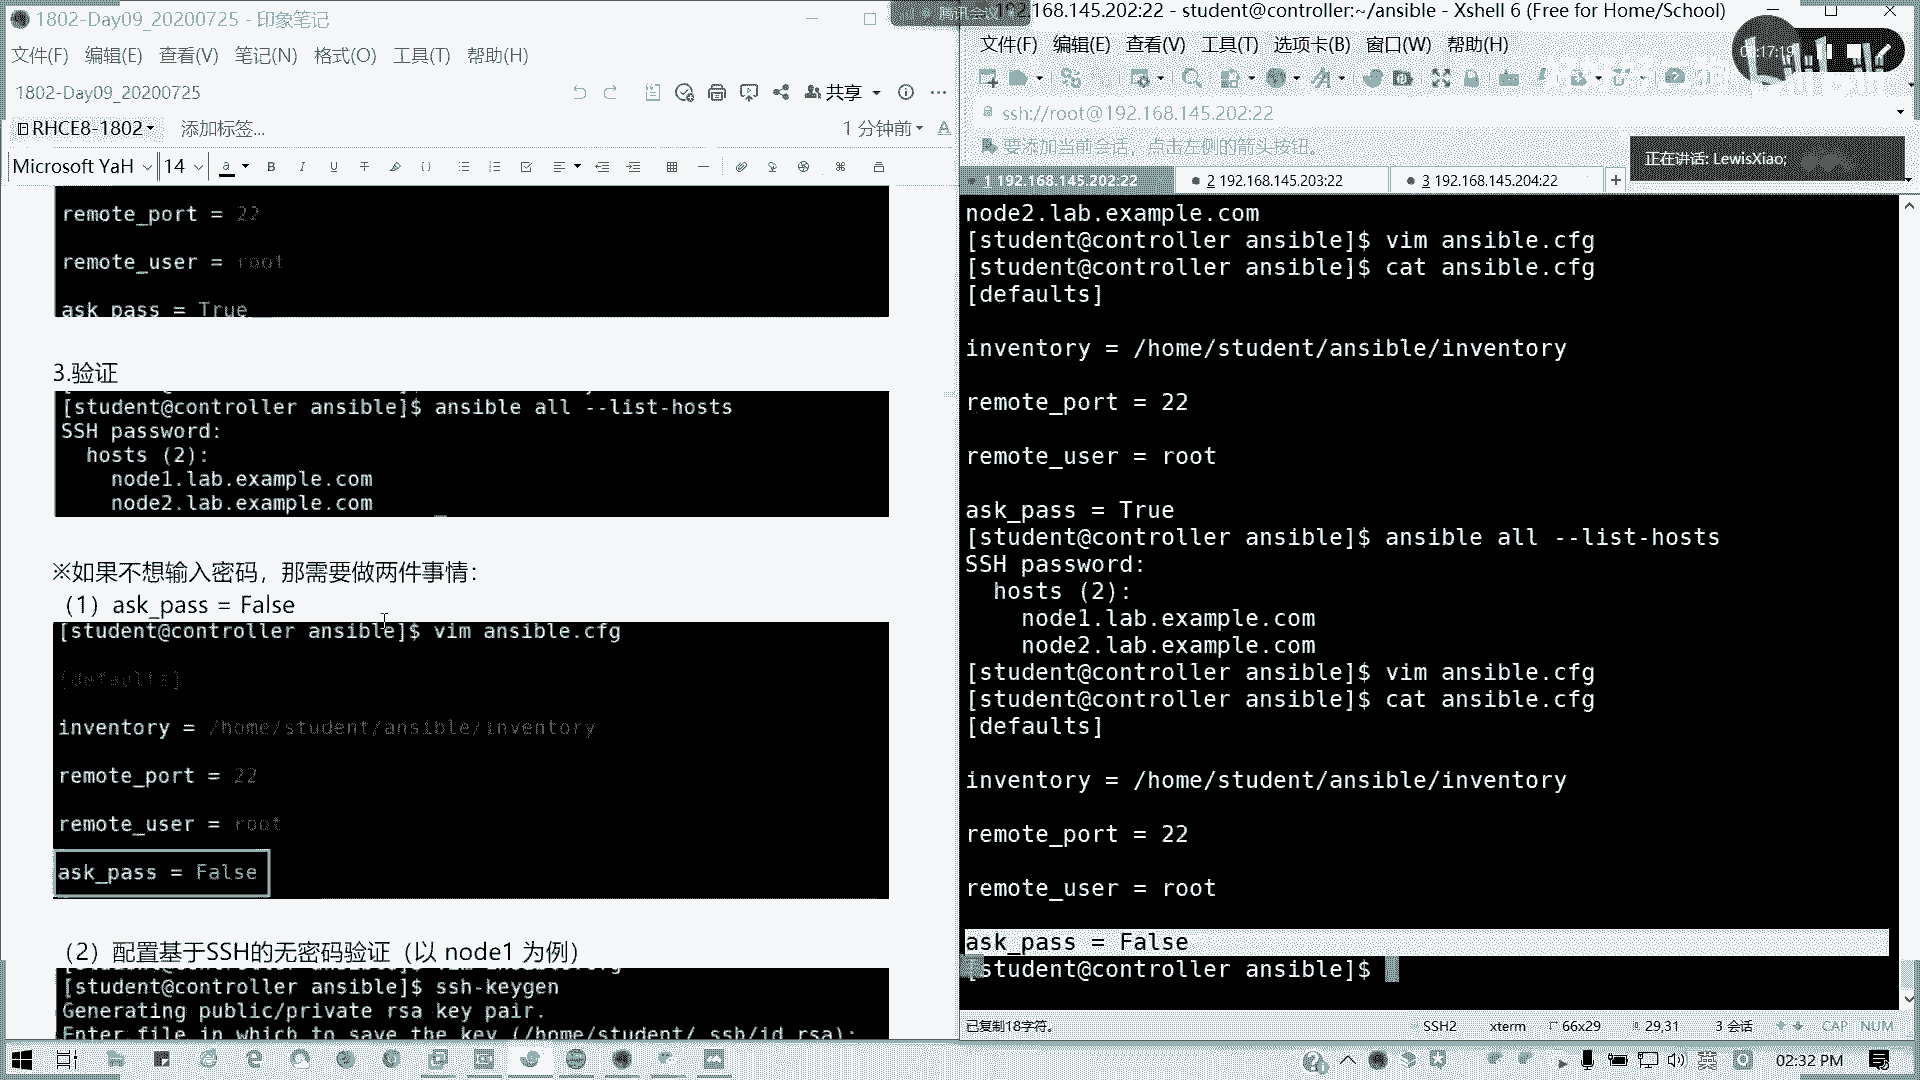 1802-Day09_20200725 - 印象笔记
文件(F) 编辑(E) 查看(V) 笔记(N) 格式(O) 工具(T) 帮助(H)
1802-Day09_20200725
共享
RHCE8-1802
添加标签...
1 分钟前
Microsoft YaH 14
remote_port = 22
remote_user = root
ask_pass = True
3.验证
[student@controller ansible]$ ansible all --list-hosts
SSH password:
hosts (2):
node1.lab.example.com
node2.lab.example.com
※如果不想输入密码，那需要做两件事情：
（1）ask_pass = False
[student@controller ansible]$ vim ansible.cfg
[defaults]
inventory = /home/student/ansible/inventory
remote_port = 22
remote_user = root
ask_pass = False
（2）配置基于SSH的无密码验证（以 node1 为例）
[student@controller ansible]$ ssh-keygen
Generating public/private rsa key pair.
Enter file in which to save the key (/home/student/.ssh/id_rsa):
腾讯会议
192.168.145.202:22 - student@controller:~/ansible - Xshell 6 (Free for Home/School)
文件(F) 编辑(E) 查看(V) 工具(T) 选项卡(B) 窗口(W) 帮助(H)
ssh://root@192.168.145.202:22
要添加当前会话，点击左侧的箭头按钮。
正在讲话: LewisXiao;
1 192.168.145.202:22
2 192.168.145.203:22
3 192.168.145.204:22
node2.lab.example.com
[student@controller ansible]$ vim ansible.cfg
[student@controller ansible]$ cat ansible.cfg
[defaults]
inventory = /home/student/ansible/inventory
remote_port = 22
remote_user = root
ask_pass = True
[student@controller ansible]$ ansible all --list-hosts
SSH password:
hosts (2):
node1.lab.example.com
node2.lab.example.com
[student@controller ansible]$ vim ansible.cfg
[student@controller ansible]$ cat ansible.cfg
[defaults]
inventory = /home/student/ansible/inventory
remote_port = 22
remote_user = root
ask_pass = False
[student@controller ansible]$
已复制18字符。
SSH2 xterm 66x29 29,31 3 会话 CAP NUM
英
02:32 PM